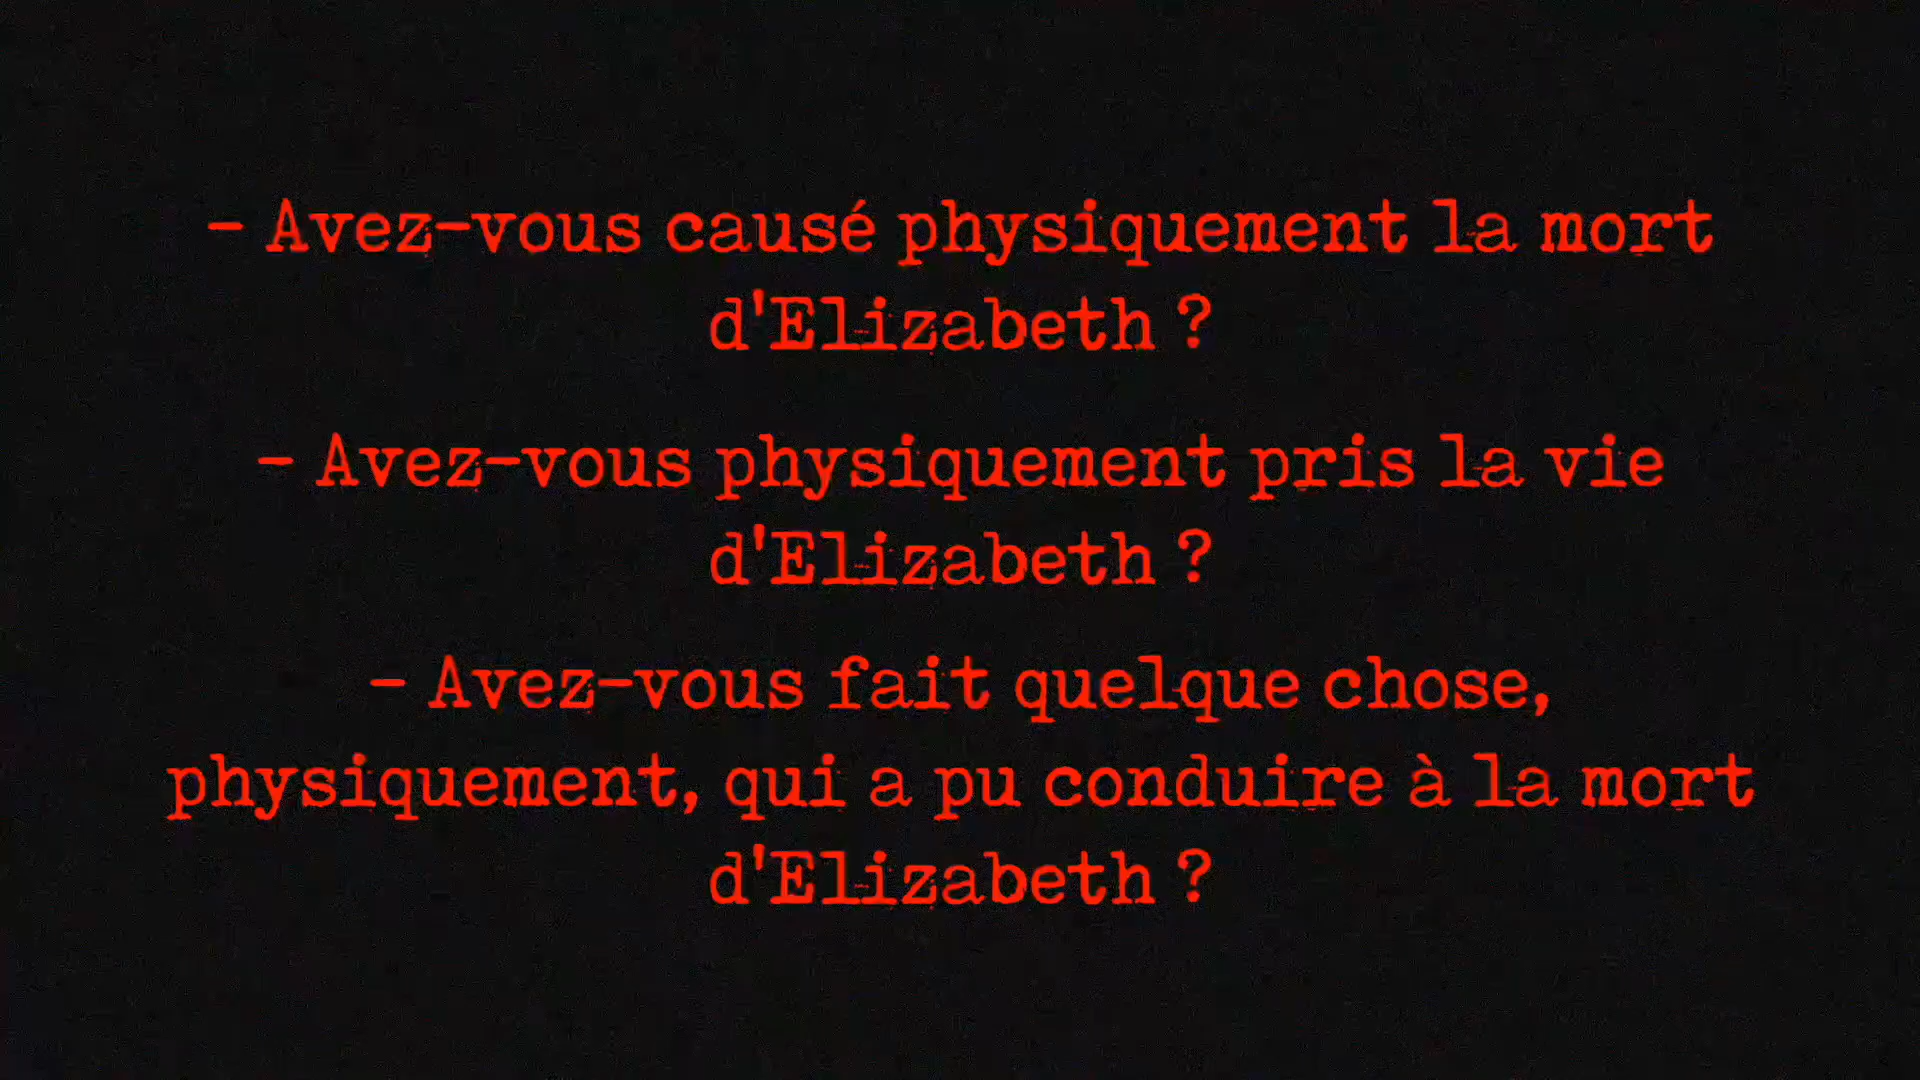 - Avez-vous causé physiquement la mort
d'Elizabeth ?
- Avez-vous physiquement pris la vie
d'Elizabeth ?
- Avez-vous fait quelque chose,
physiquement, qui a pu conduire à la mort
d'Elizabeth ?